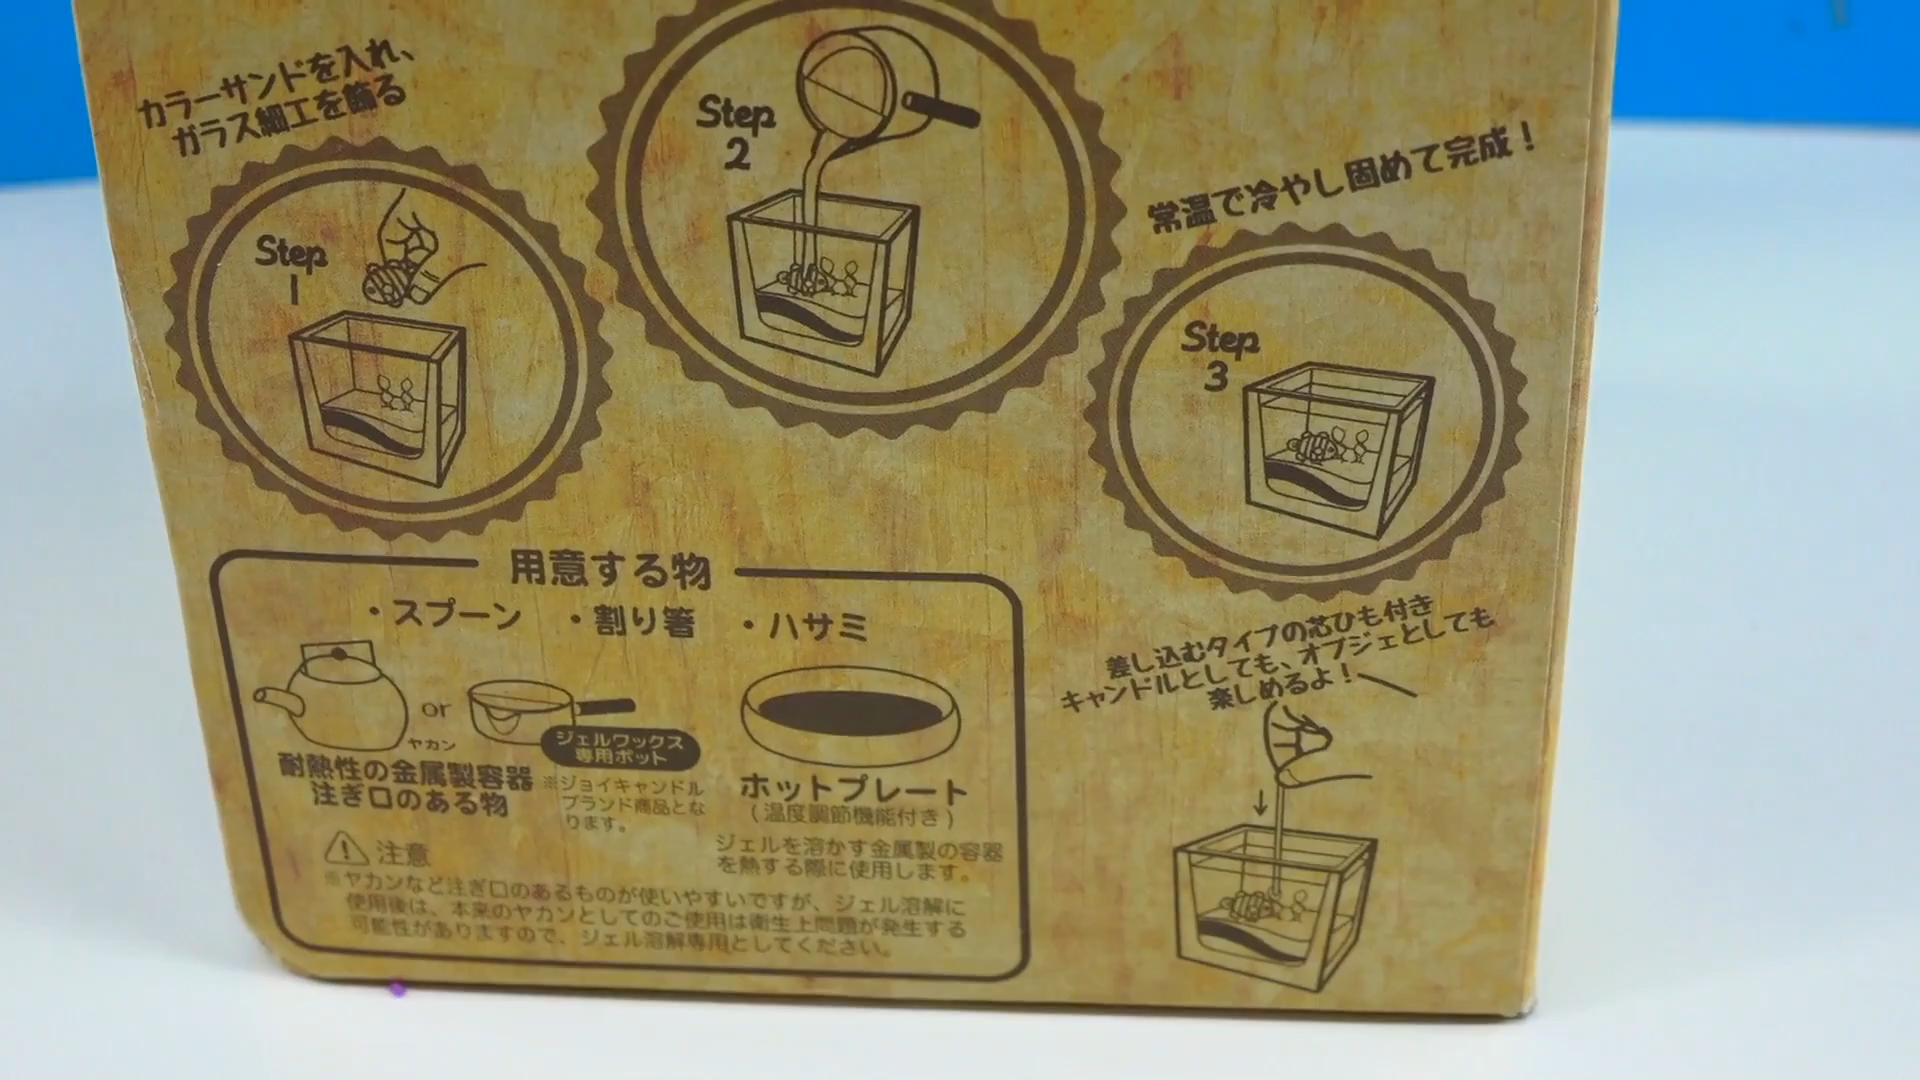 カラーサンドを入れ、
ガラス細工を飾る
Step
1
Step
2
常温で冷やし固めて完成！
Step
3
用意する物
・スプーン ・割り箸 ・ハサミ
ヤカン
or
ジェルワックス
専用ポット
耐熱性の金属製容器
注ぎ口のある物
※ジョイキャンドル
ブランド商品とな
ります。
ホットプレート
(温度調節機能付き)
ジェルを溶かす金属製の容器
を熱する際に使用します。
注意
※ヤカンなど注ぎ口のあるものが使いやすいですが、ジェル溶解に
使用後は、本来のヤカンとしてのご使用は衛生上問題が発生する
可能性がありますので、ジェル溶解専用としてください。
差し込むタイプの芯ひも付き
キャンドルとしても、オブジェとしても
楽しめるよ！